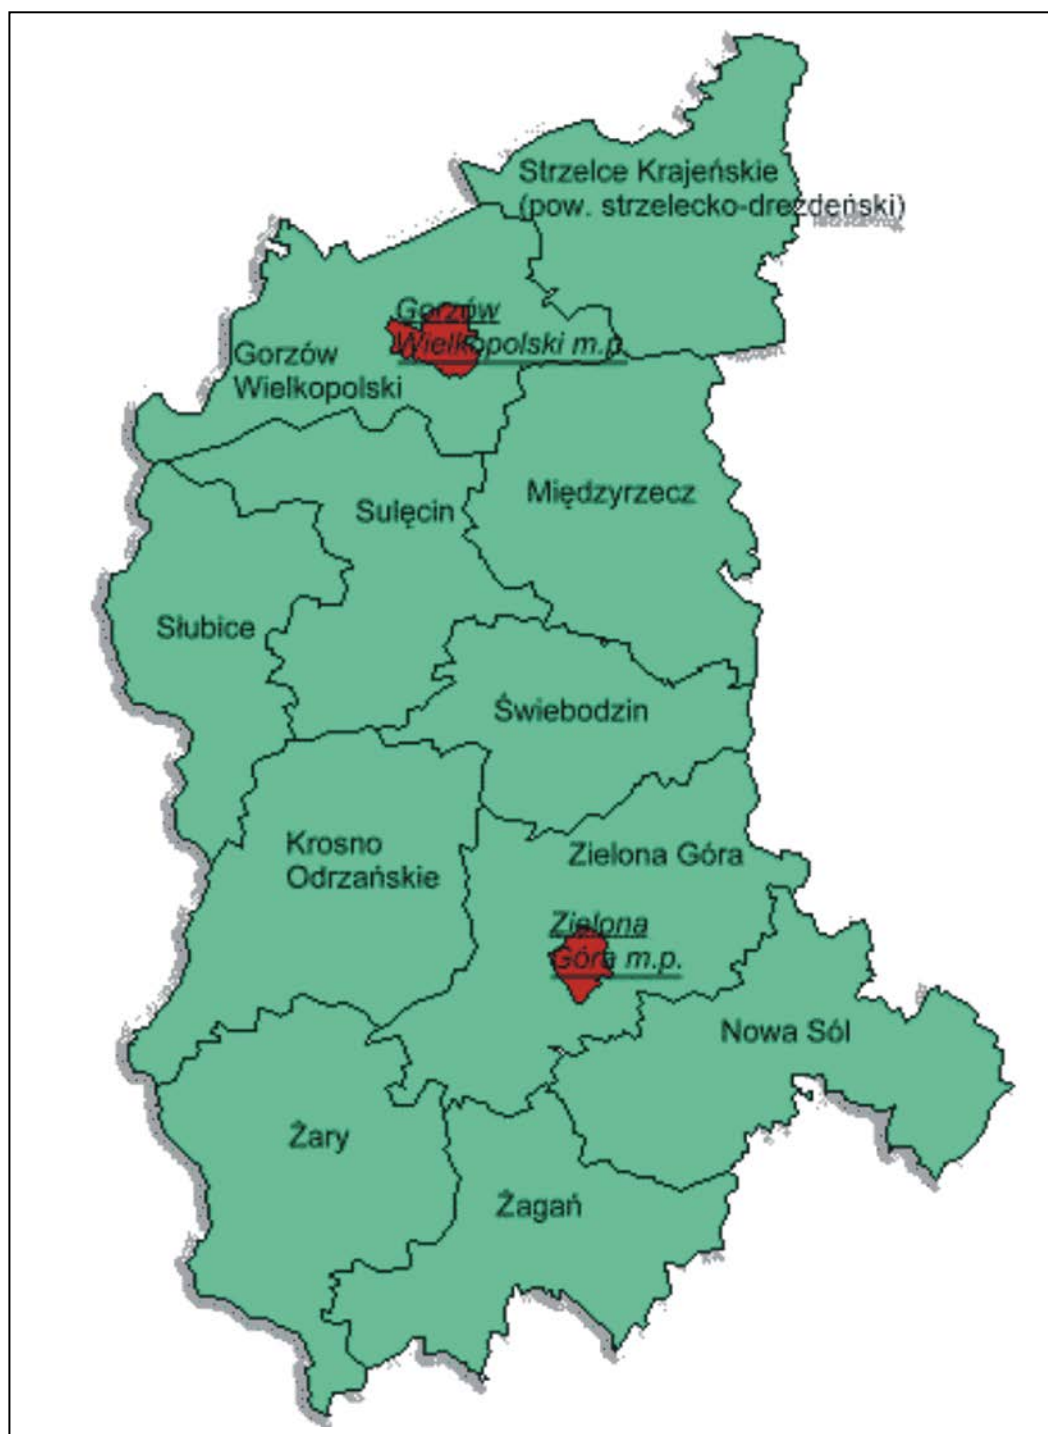 Strzelce Krajeńskie
(pow. strzelecko-drezdeński)
Gorzów
Wielkopolski m.p.
Gorzów
Wielkopolski
Międzyrzecz
Sulęcin
Słubice
Świebodzin
Krosno
Odrzańskie
Zielona Góra
Zielona
Góra m.p.
Nowa Sól
Żary
Żagań